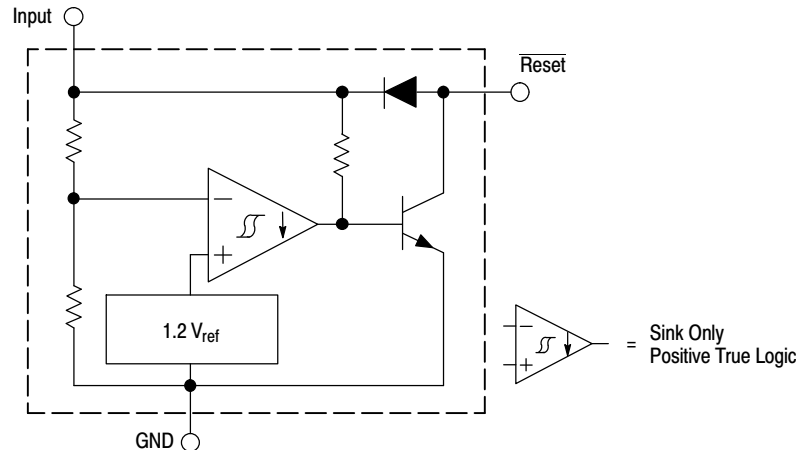 Input
Reset
−
+
1.2 Vref
GND
−
+
= Sink Only
Positive True Logic